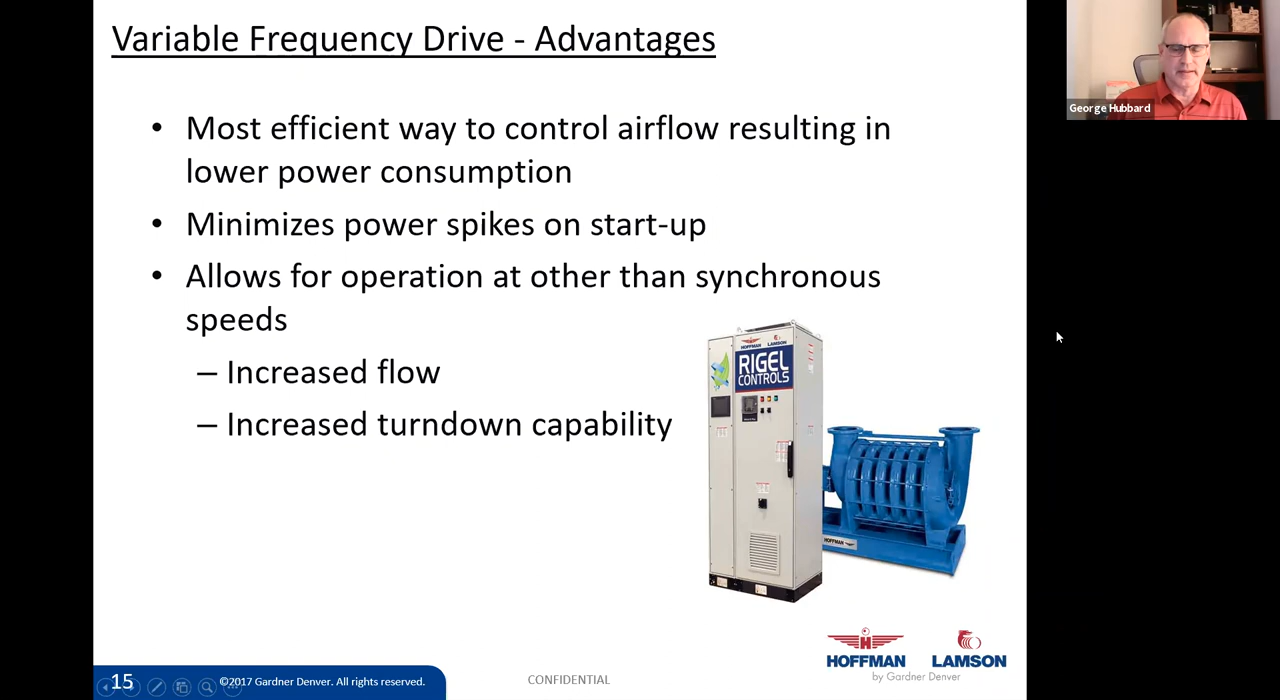 Variable Frequency Drive - Advantages
George Hubbard
• Most efficient way to control airflow resulting in
lower power consumption
• Minimizes power spikes on start-up
• Allows for operation at other than synchronous
speeds
– Increased flow
– Increased turndown capability
HOFFMAN LAMSON
RIGEL
CONTROLS
HOFFMAN
HOFFMAN LAMSON
by Gardner Denver
15 ©2017 Gardner Denver. All rights reserved.
CONFIDENTIAL